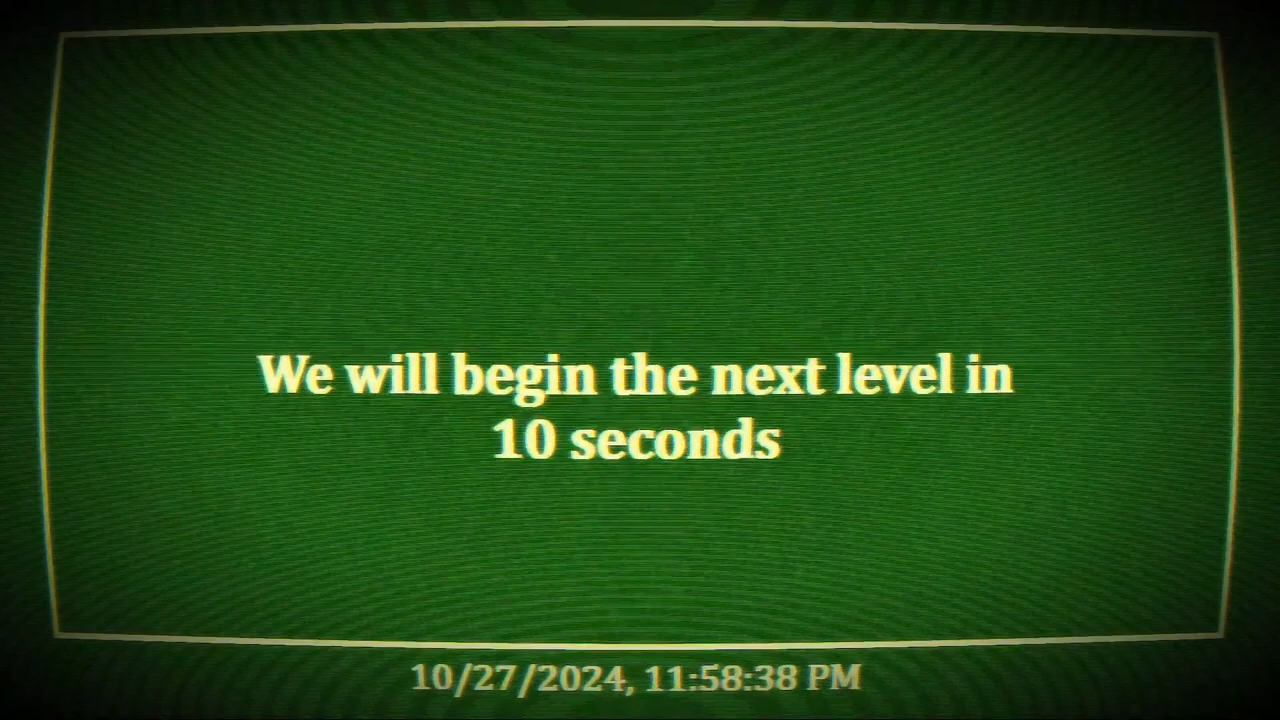 We will begin the next level in
10 seconds
10/27/2024, 11:58:38 PM